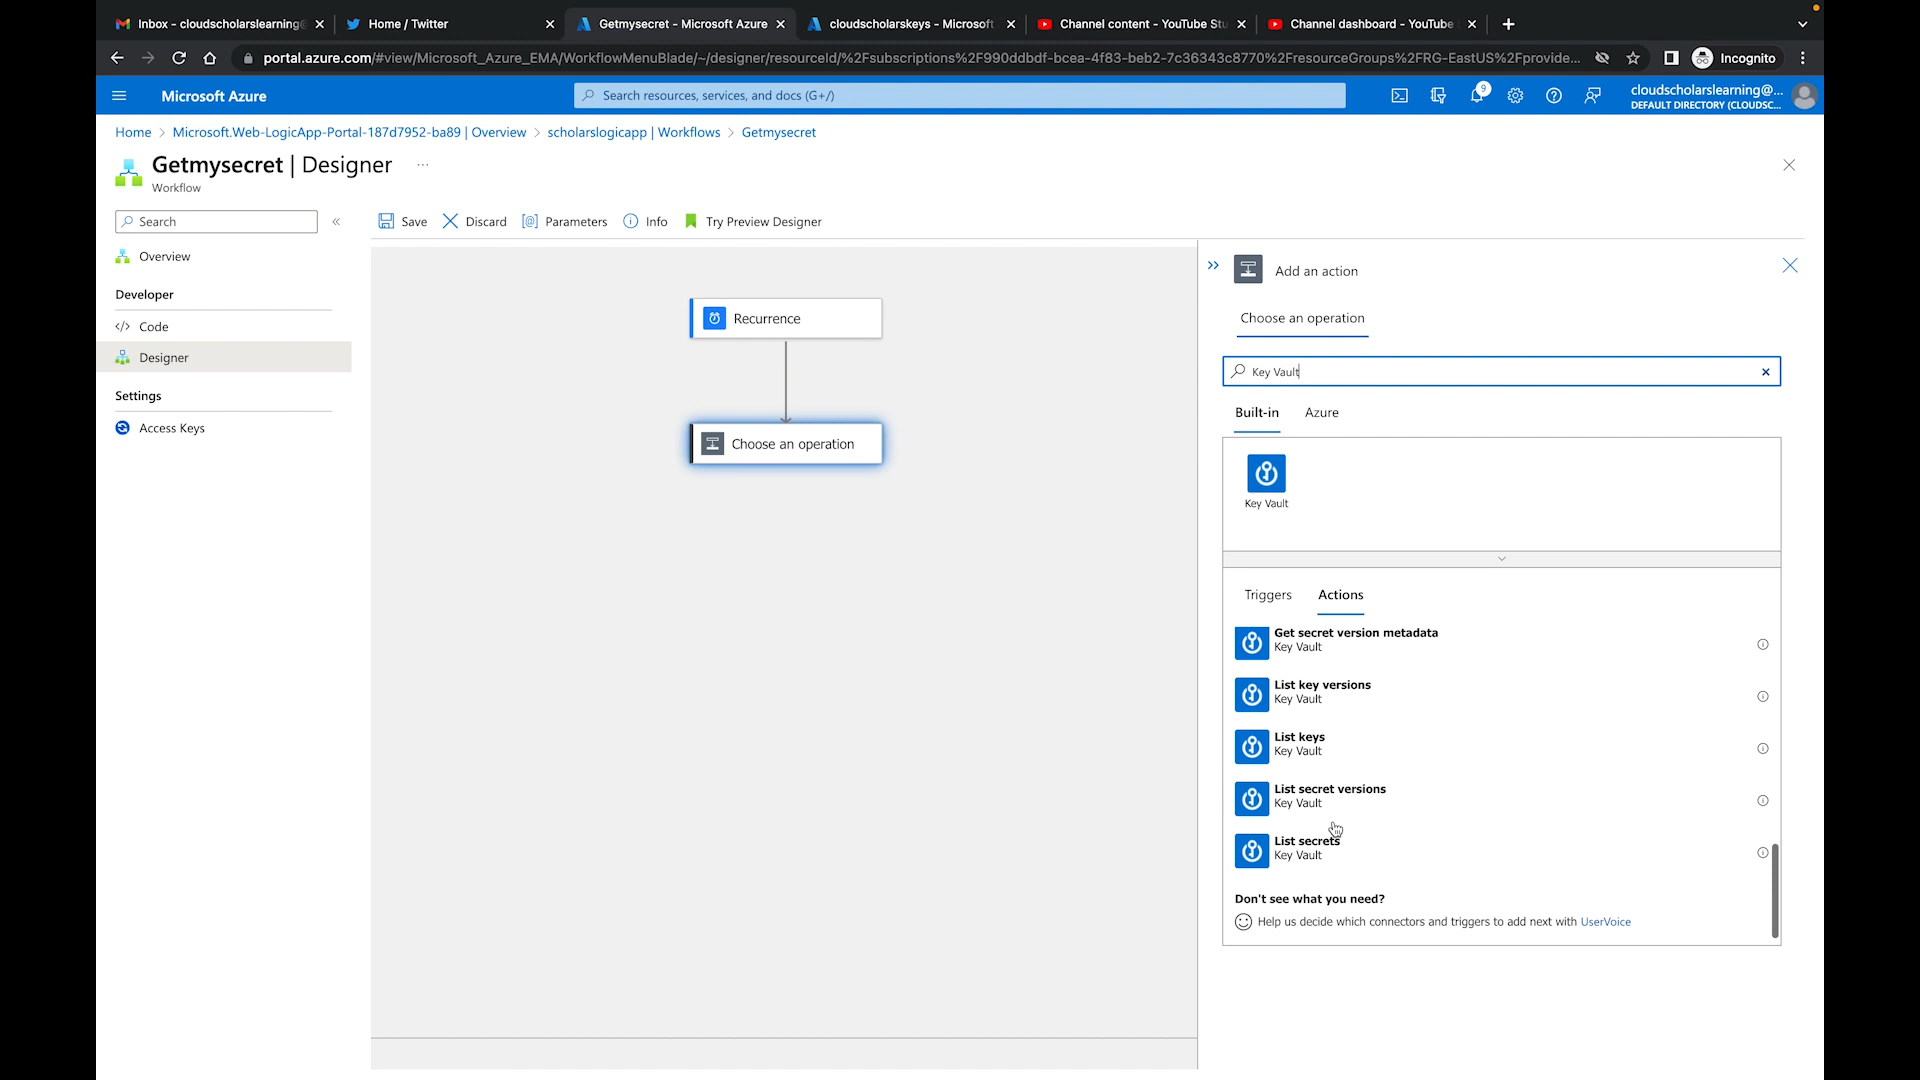 Inbox - cloudscholarslearning@
Home / Twitter
Getmysecret - Microsoft Azure
cloudscholarskeys - Microsoft
Channel content - YouTube Stu
Channel dashboard - YouTube
portal.azure.com/#view/Microsoft_Azure_EMA/WorkflowMenuBlade/~/designer/resourceId/%2Fsubscriptions%2F990ddbdf-bcea-4f83-beb2-7c36343c8770%2FresourceGroups%2FRG-EastUS%2Fprovide...
Incognito
Microsoft Azure
Search resources, services, and docs (G+/)
9
cloudscholarslearning@...
DEFAULT DIRECTORY (CLOUDSC...
Home > Microsoft.Web-LogicApp-Portal-187d7952-ba89 | Overview > scholarslogicapp | Workflows > Getmysecret
Getmysecret | Designer ...
Workflow
Search
«
Save
Discard
Parameters
Info
Try Preview Designer
Overview
Developer
Code
Designer
Settings
Access Keys
Recurrence
Choose an operation
Add an action
Choose an operation
Key Vault
Built-in
Azure
Key Vault
Triggers
Actions
Get secret version metadata
Key Vault
List key versions
Key Vault
List keys
Key Vault
List secret versions
Key Vault
List secrets
Key Vault
Don't see what you need?
Help us decide which connectors and triggers to add next with UserVoice